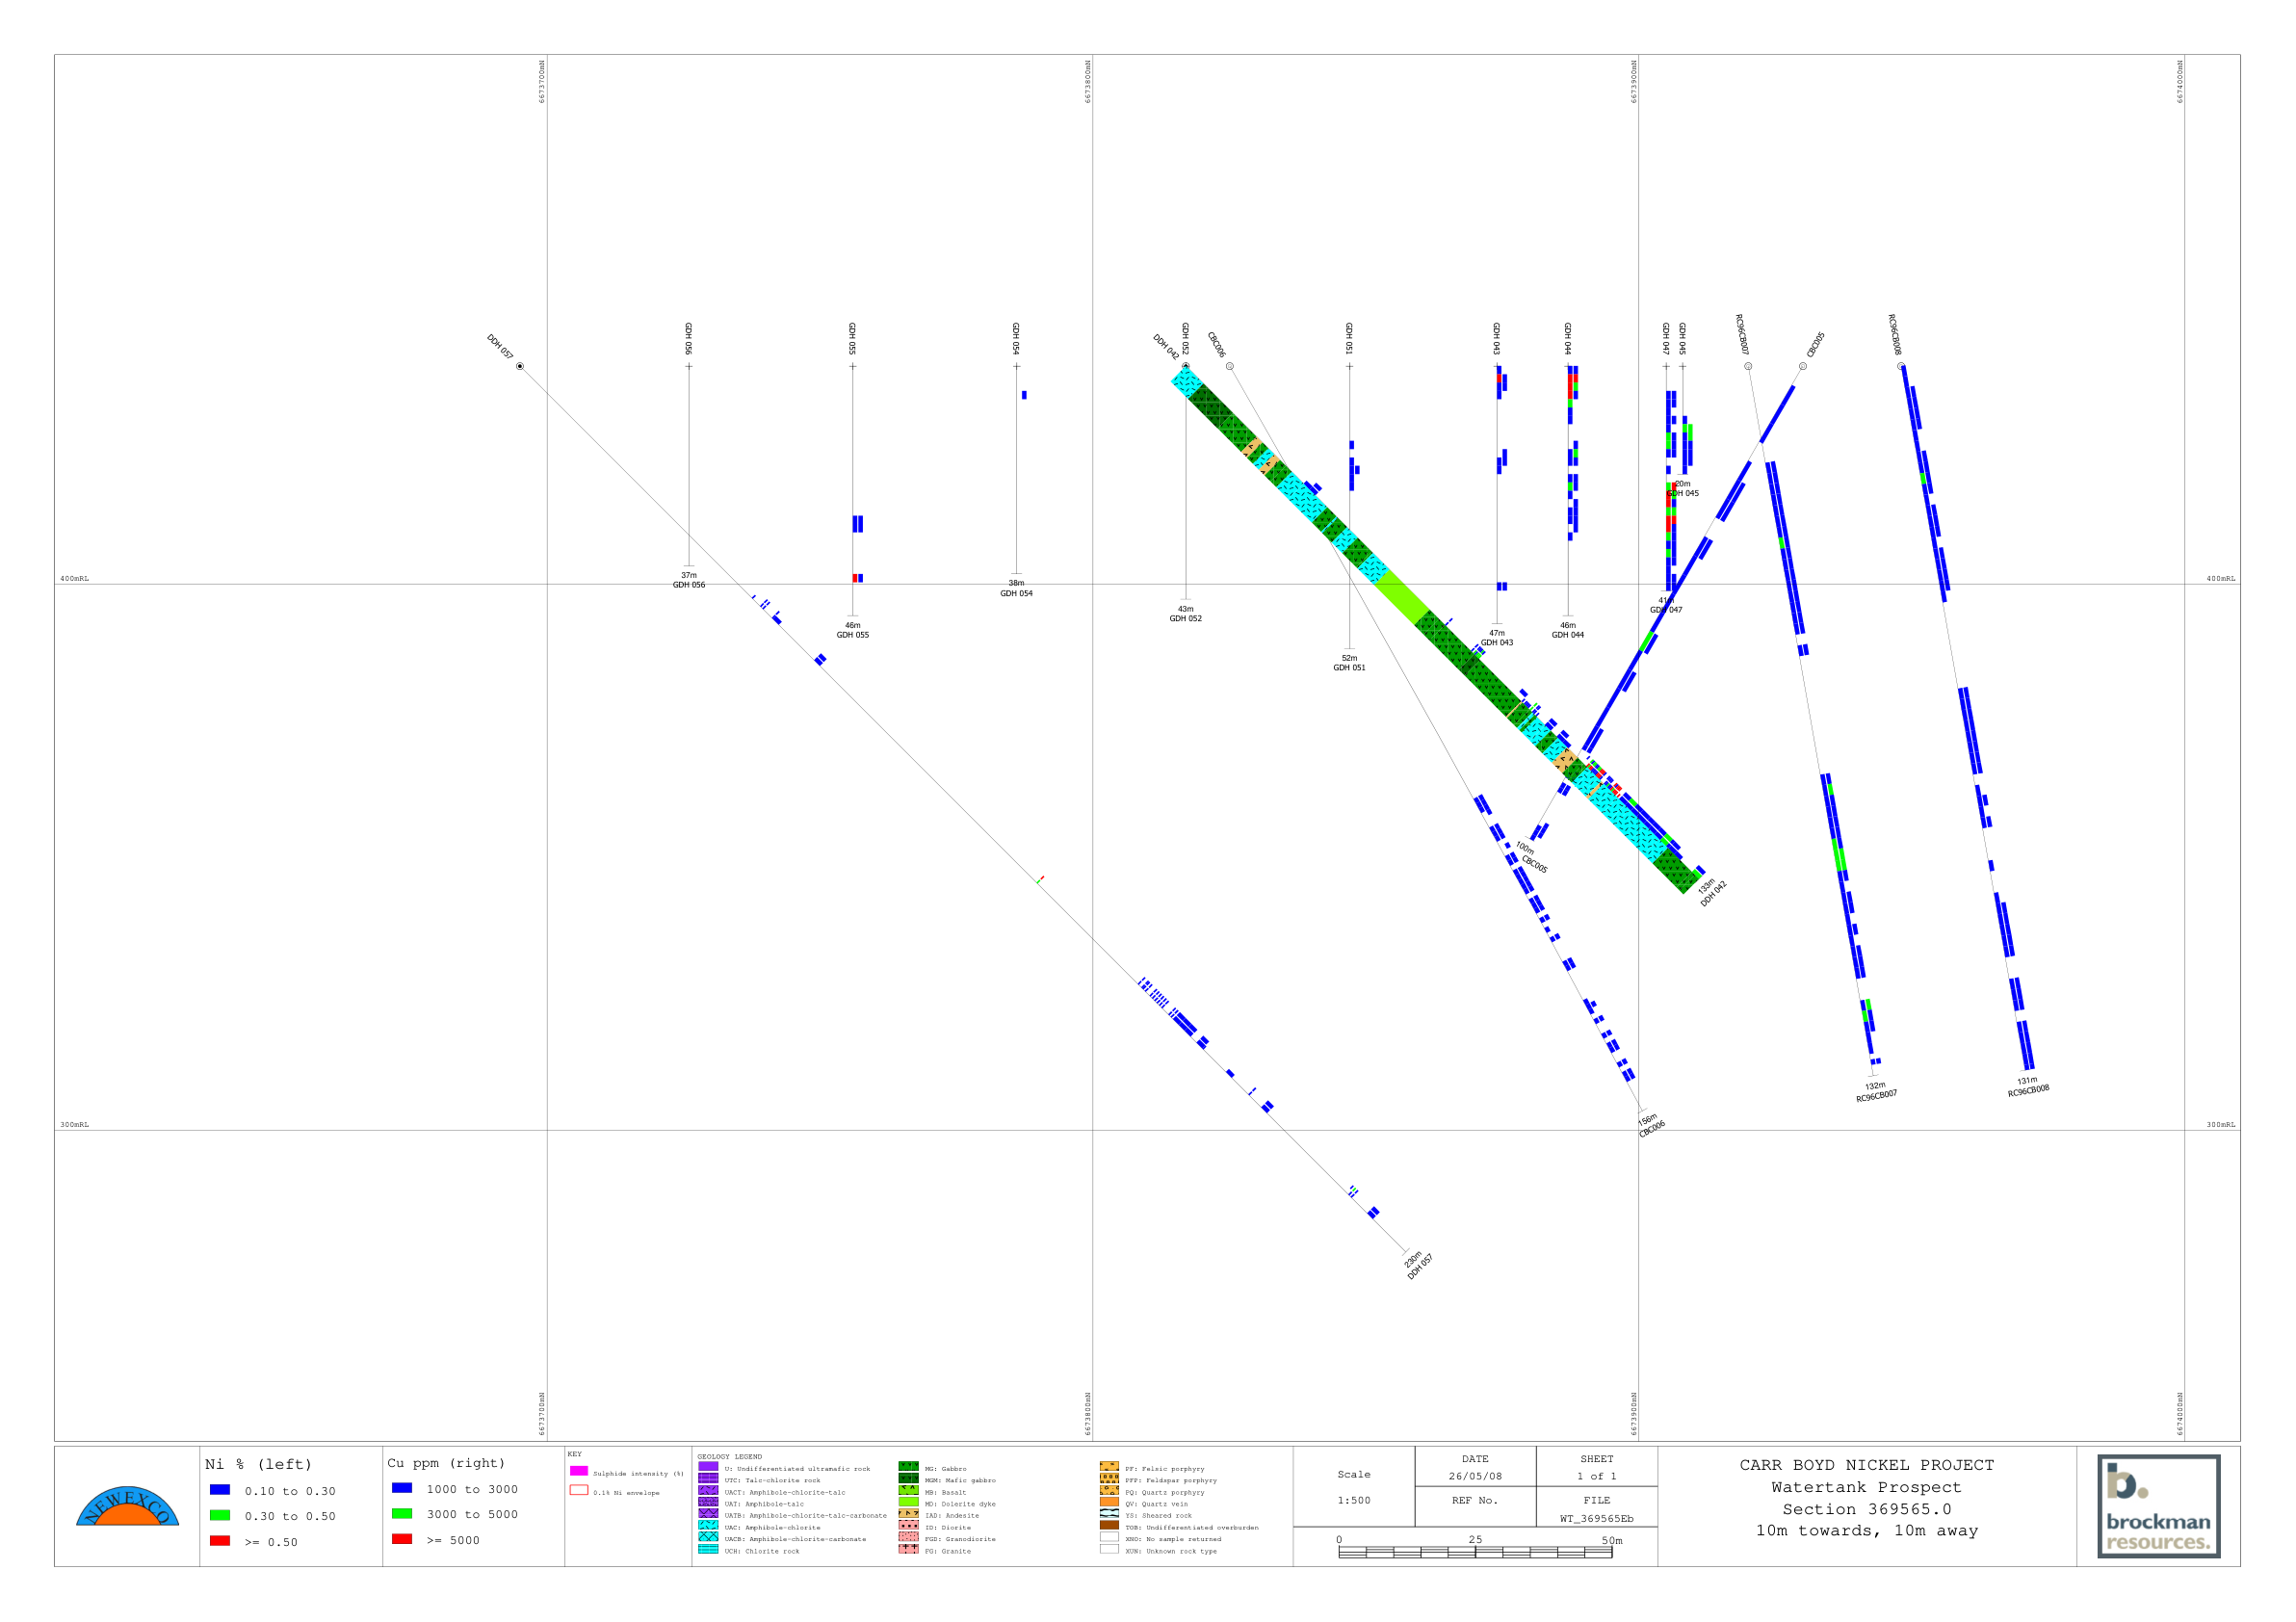 6673700mN
6673800mN
6673900mN
6674000mN
DDH 057
GDH 056
GDH 055
GDH 054
DDH 042
GDH 052
CBC006
GDH 051
GDH 043
GDH 044
GDH 047
GDH 045
RC96CB007
CBC005
RC96CB008
20m
GDH 045
400mRL
400mRL
37m
GDH 056
38m
GDH 054
46m
GDH 055
43m
GDH 052
52m
GDH 051
47m
GDH 043
46m
GDH 044
41m
GDH 047
100m
CBC005
133m
DDH 042
132m
RC96CB007
131m
RC96CB008
156m
CBC006
300mRL
300mRL
230m
DDH 057
6673700mN
6673800mN
6673900mN
6674000mN
NEWEXCO
Ni % (left)
0.10 to 0.30
0.30 to 0.50
>= 0.50
Cu ppm (right)
1000 to 3000
3000 to 5000
>= 5000
KEY
Sulphide intensity (%)
0.1% Ni envelope
GEOLOGY LEGEND
U: Undifferentiated ultramafic rock
UTC: Talc-chlorite rock
UACT: Amphibole-chlorite-talc
UAT: Amphibole-talc
UATB: Amphibole-chlorite-talc-carbonate
UAC: Amphibole-chlorite
UACB: Amphibole-chlorite-carbonate
UCH: Chlorite rock
MG: Gabbro
MGM: Mafic gabbro
MB: Basalt
MD: Dolerite dyke
IAD: Andesite
ID: Diorite
FGD: Granodiorite
FG: Granite
PF: Felsic porphyry
PFP: Feldspar porphyry
PQ: Quartz porphyry
QV: Quartz vein
YS: Sheared rock
TOB: Undifferentiated overburden
XNO: No sample returned
XUN: Unknown rock type
Scale
1:500
DATE
26/05/08
SHEET
1 of 1
REF No.
FILE
WT_369565Eb
0 25 50m
CARR BOYD NICKEL PROJECT
Watertank Prospect
Section 369565.0
10m towards, 10m away
b.
brockman
resources.